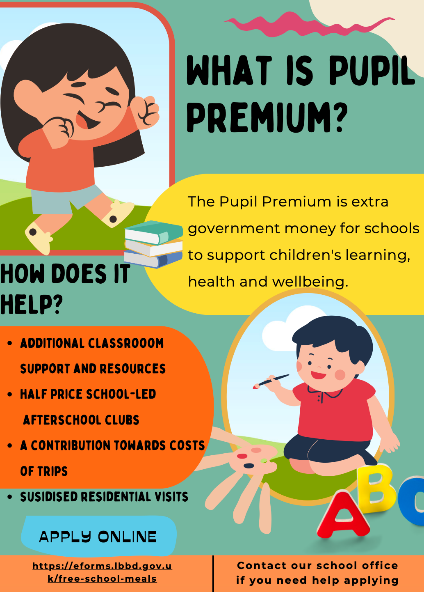 WHAT IS PUPIL
PREMIUM?
The Pupil Premium is extra
government money for schools
to support children's learning,
health and wellbeing.
HOW DOES IT
HELP?
• ADDITIONAL CLASSROOOM
SUPPORT AND RESOURCES
• HALF PRICE SCHOOL-LED
AFTERSCHOOL CLUBS
• A CONTRIBUTION TOWARDS COSTS
OF TRIPS
• SUSIDISED RESIDENTIAL VISITS
APPLY ONLINE
https://eforms.lbbd.gov.u
k/free-school-meals
Contact our school office
if you need help applying
A B C